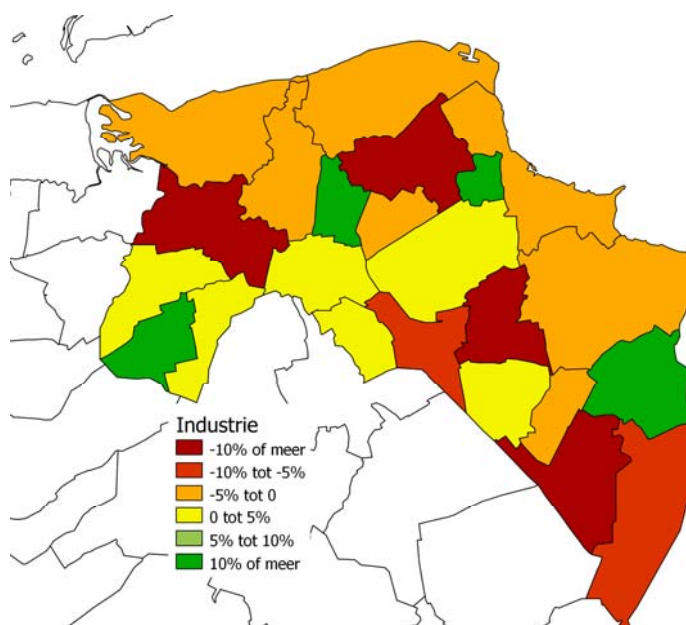 Industrie
-10% of meer
-10% tot -5%
-5% tot 0
0 tot 5%
5% tot 10%
10% of meer